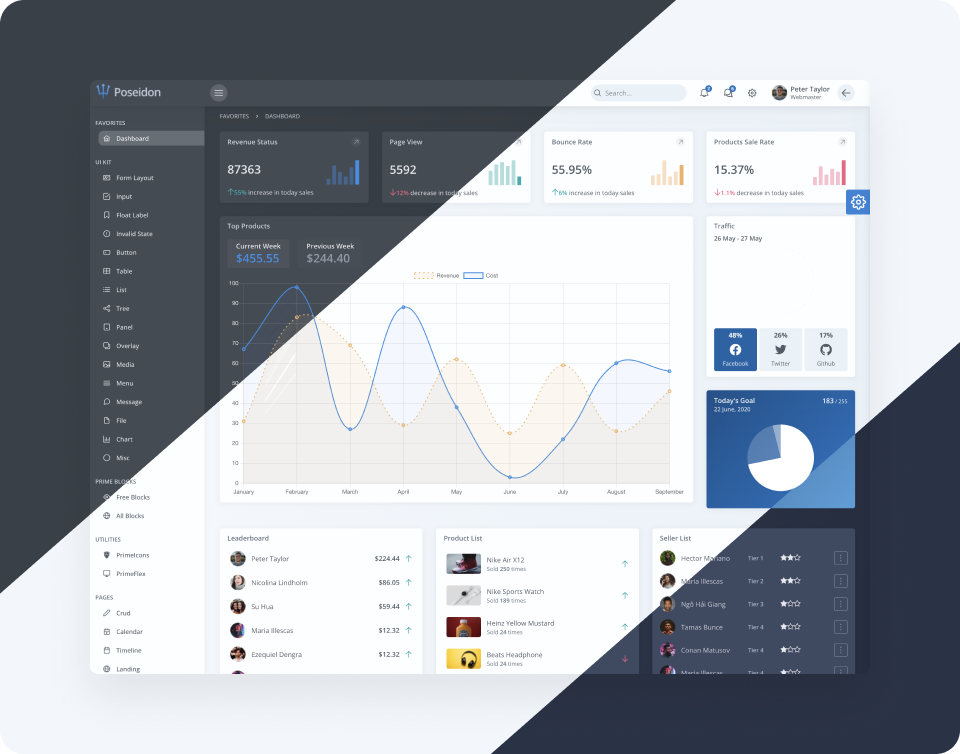 Poseidon
Search...
2
6
Peter Taylor
Webmaster
FAVORITES
Dashboard
UI KIT
Form Layout
Input
Float Label
Invalid State
Button
Table
List
Tree
Panel
Overlay
Media
Menu
Message
File
Chart
Misc
PRIME BLOCKS
Free Blocks
All Blocks
UTILITIES
PrimeIcons
PrimeFlex
PAGES
Crud
Calendar
Timeline
Landing
FAVORITES > DASHBOARD
Revenue Status
87363
55% increase in today sales
Page View
5592
12% decrease in today sales
Bounce Rate
55.95%
6% increase in today sales
Products Sale Rate
15.37%
1.1% decrease in today sales
Top Products
Current Week
$455.55
Previous Week
$244.40
Revenue Cost
100
90
80
70
60
50
40
30
20
10
0
January February March April May June July August September
Traffic
26 May - 27 May
48%
Facebook
26%
Twitter
17%
Github
Today's Goal
22 June, 2020
183 / 255
Leaderboard
Peter Taylor $224.44
Nicolina Lindholm $86.05
Su Hua $59.44
Maria Illescas $12.32
Ezequiel Dengra $12.32
Product List
Nike Air X12
Sold 250 times
Nike Sports Watch
Sold 189 times
Heinz Yellow Mustard
Sold 24 times
Beats Headphone
Sold 24 times
Seller List
Hector Mariano Tier 1
Maria Illescas Tier 2
Ngô Hải Giang Tier 3
Tamas Bunce Tier 4
Conan Matusov Tier 4
Maria Illescas Tier 4